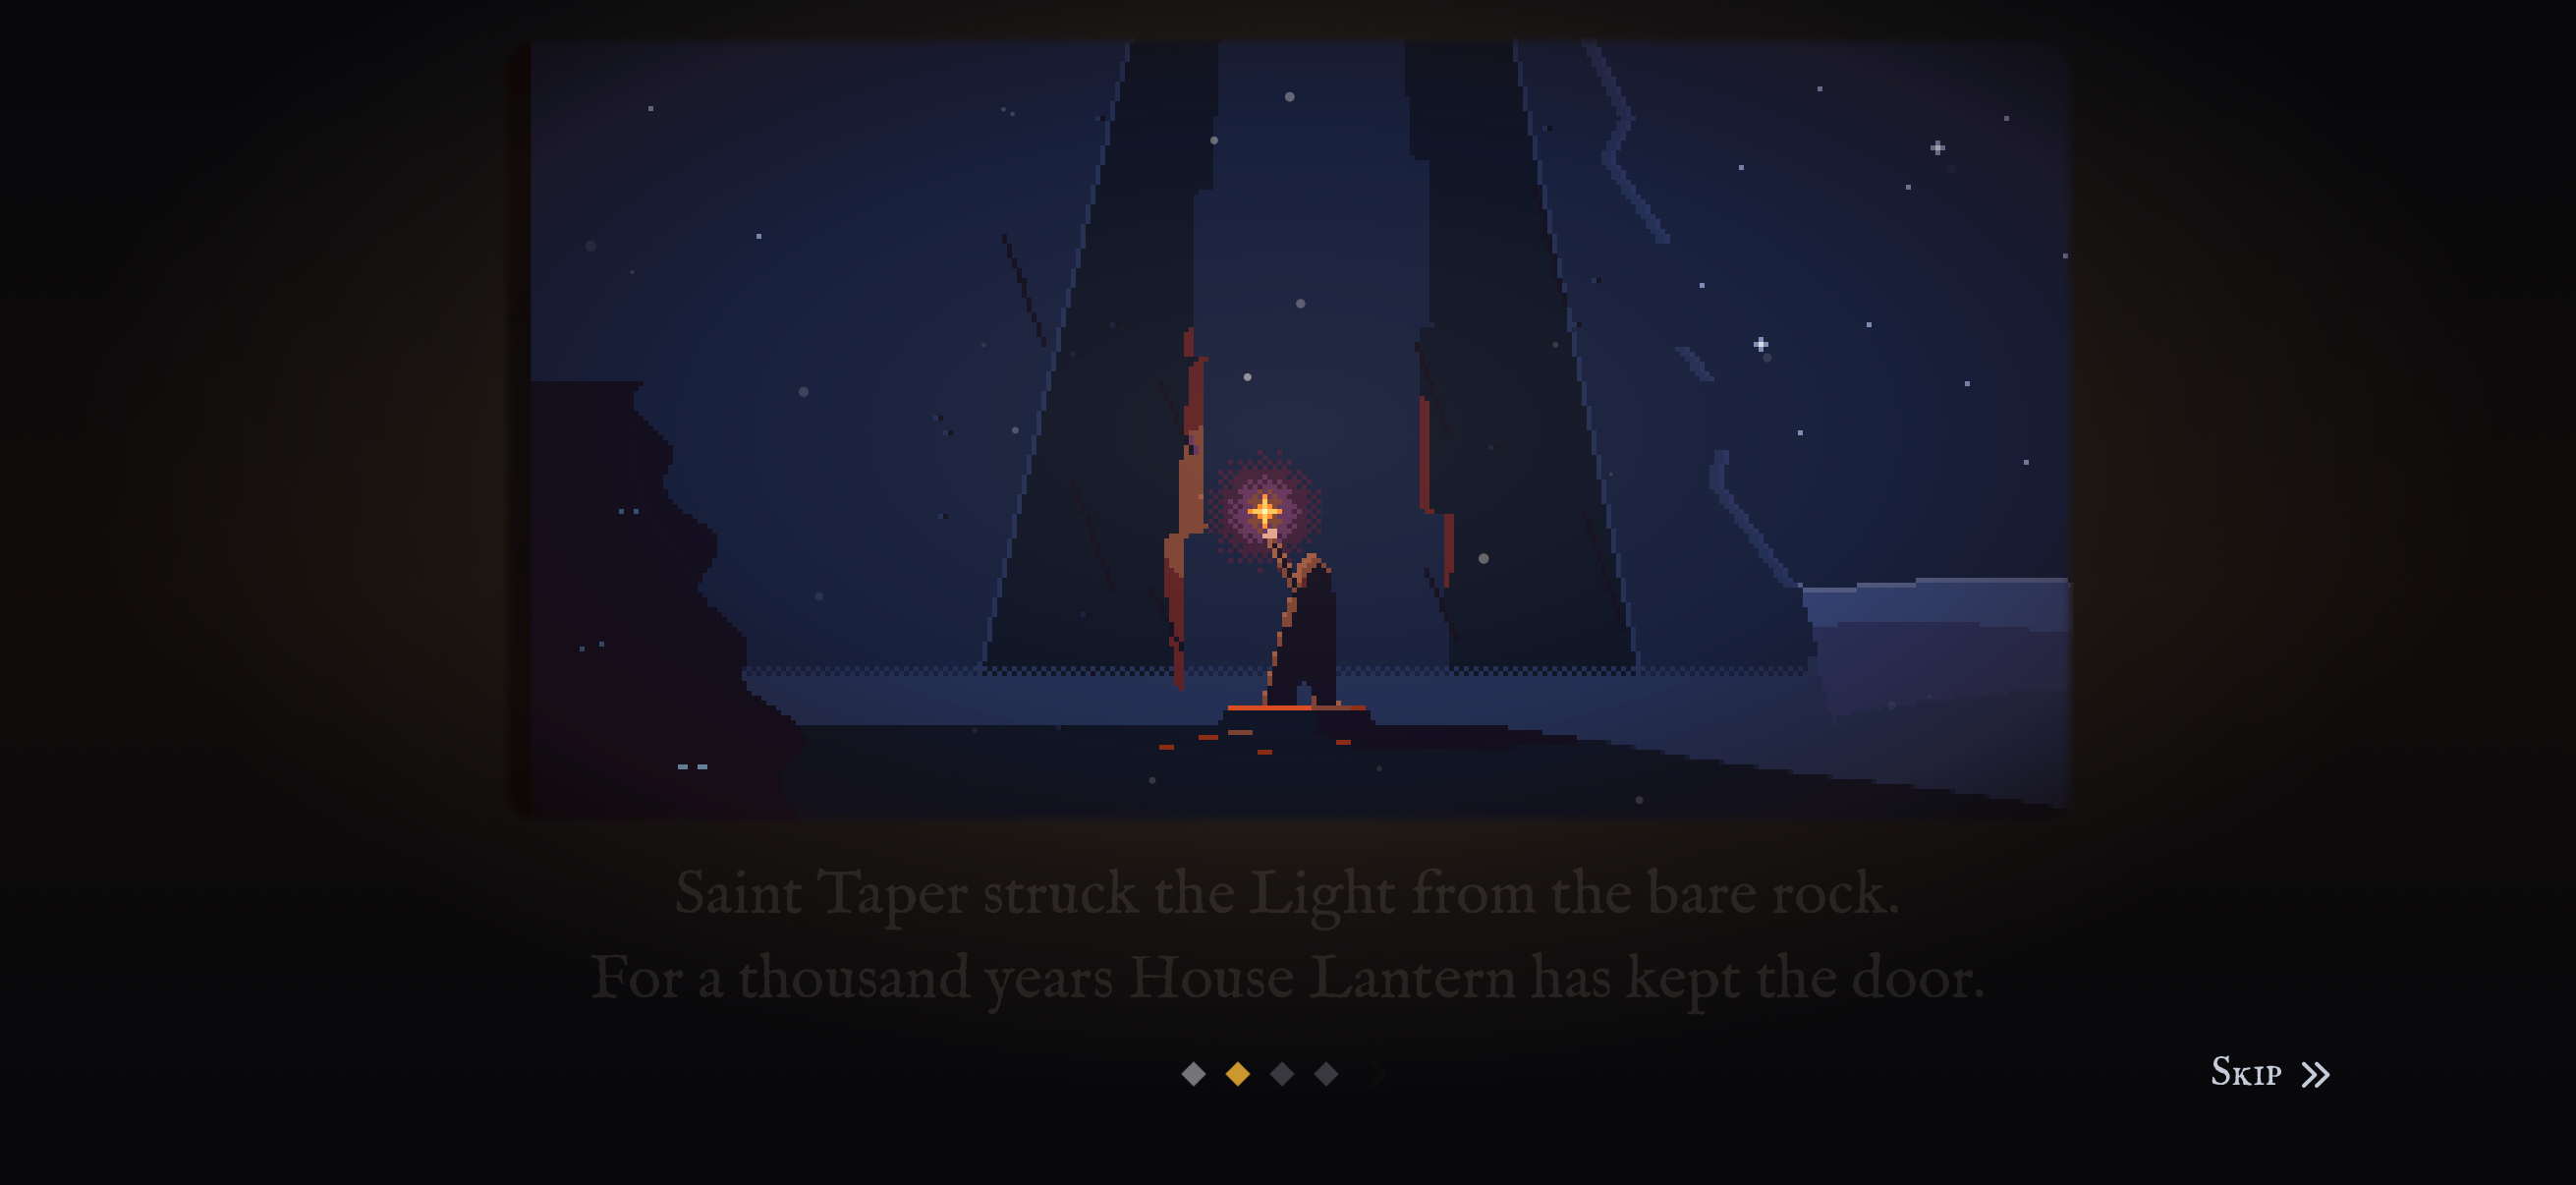 Saint Taper struck the Light from the bare rock.
For a thousand years House Lantern has kept the door.
Skip